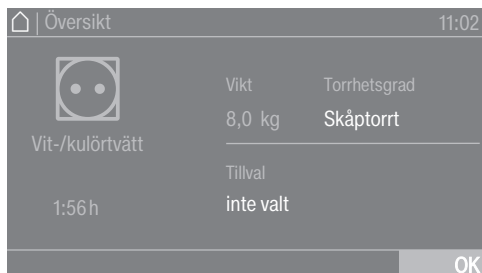 | Översikt 11:02
Vikt Torrhetsgrad
8,0 kg Skåptorrt
Vit-/kulörtvätt
Tillval
1:56 h inte valt
OK